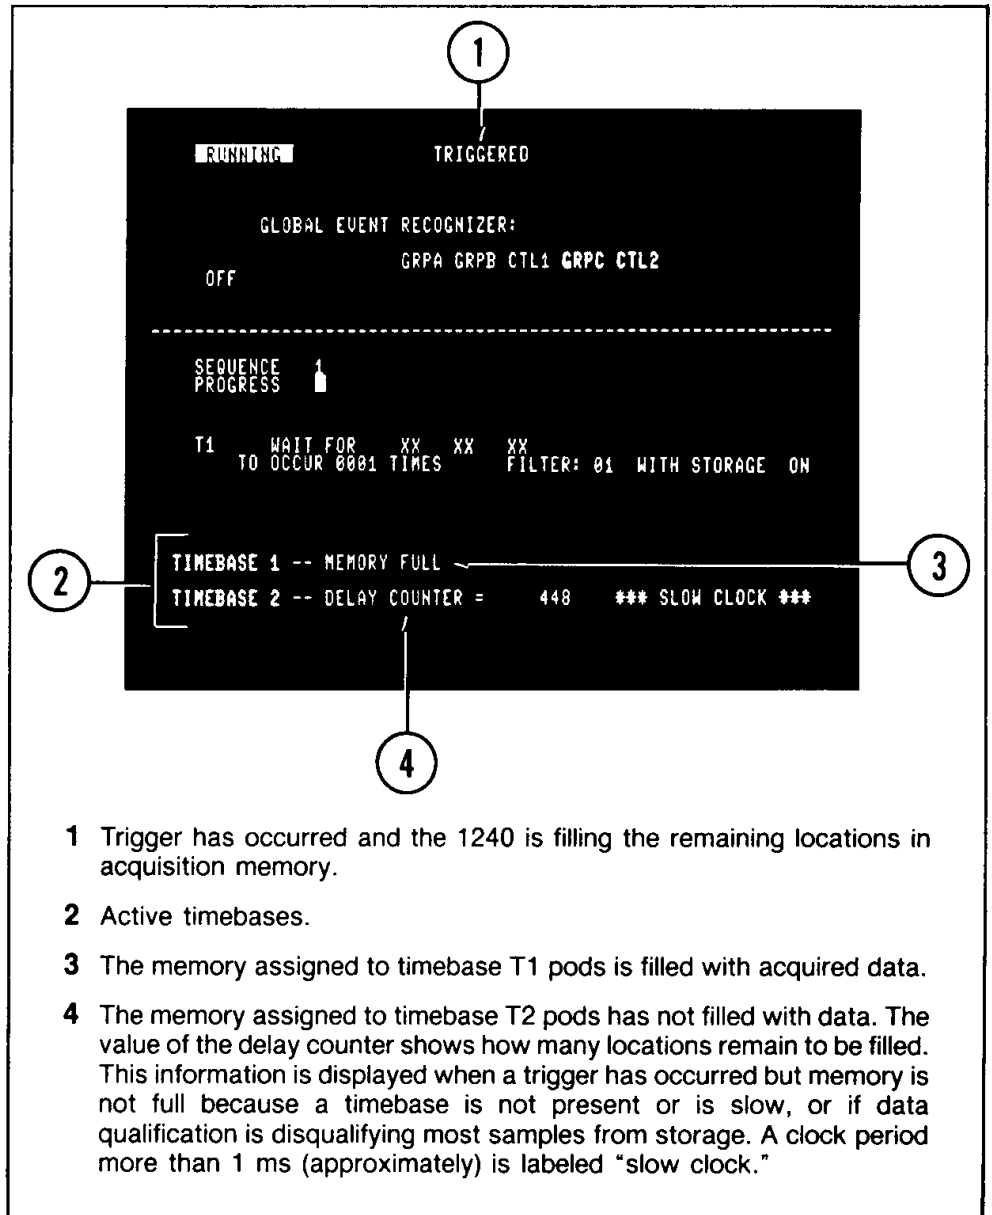 1
RUNNING TRIGGERED
GLOBAL EVENT RECOGNIZER:
GRPA GRPB CTL1 GRPC CTL2
OFF
SEQUENCE 1
PROGRESS
T1 WAIT FOR XX XX XX
TO OCCUR 0001 TIMES FILTER: 01 WITH STORAGE ON
2
TIMEBASE 1 -- MEMORY FULL
3
TIMEBASE 2 -- DELAY COUNTER = 448 *** SLOW CLOCK ***
4
1 Trigger has occurred and the 1240 is filling the remaining locations in
acquisition memory.
2 Active timebases.
3 The memory assigned to timebase T1 pods is filled with acquired data.
4 The memory assigned to timebase T2 pods has not filled with data. The
value of the delay counter shows how many locations remain to be filled.
This information is displayed when a trigger has occurred but memory is
not full because a timebase is not present or is slow, or if data
qualification is disqualifying most samples from storage. A clock period
more than 1 ms (approximately) is labeled “slow clock.”